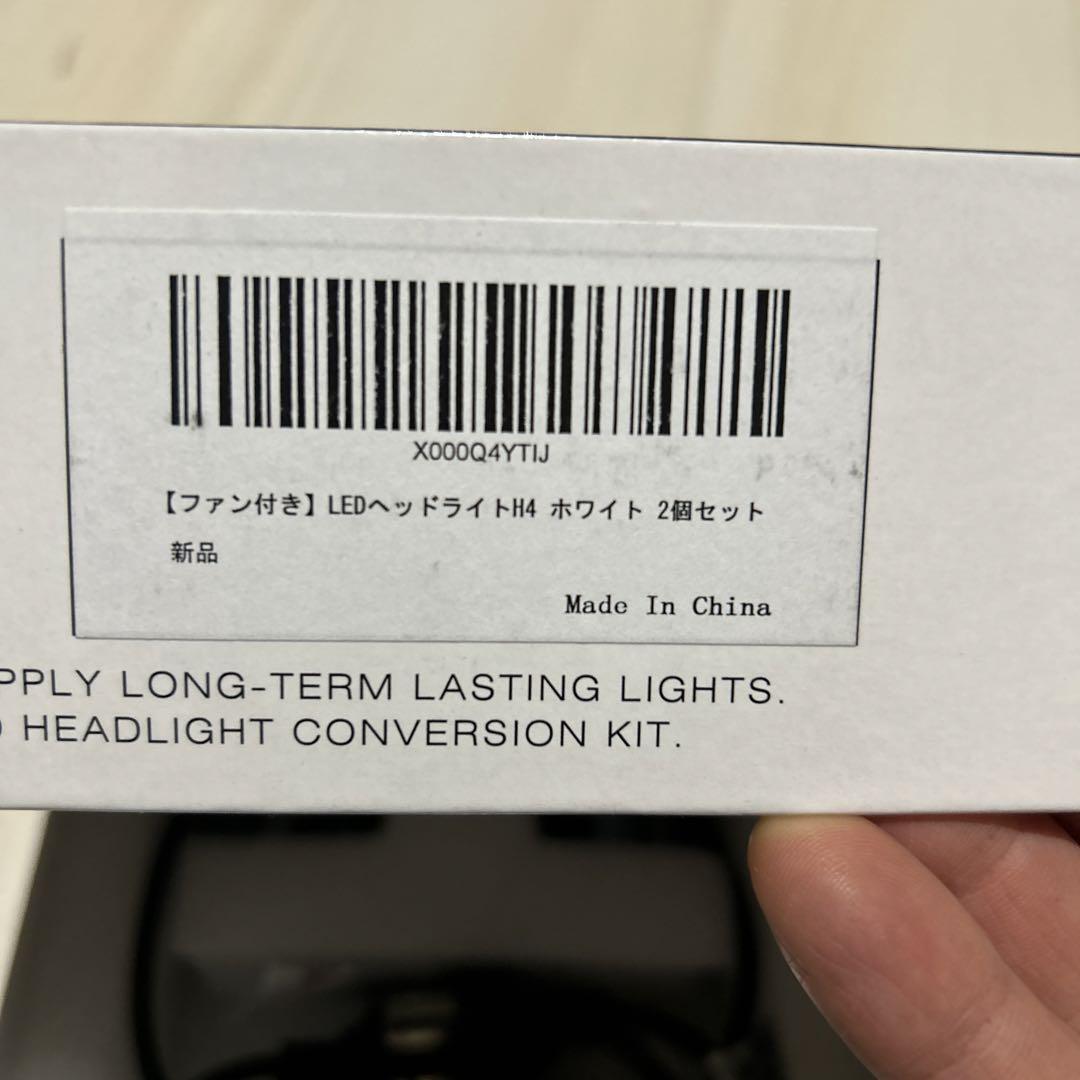 X000Q4YTIJ
【ファン付き】LEDヘッドライトH4 ホワイト 2個セット
新品
Made In China
LONG-TERM LASTING LIGHTS.
HEADLIGHT CONVERSION KIT.